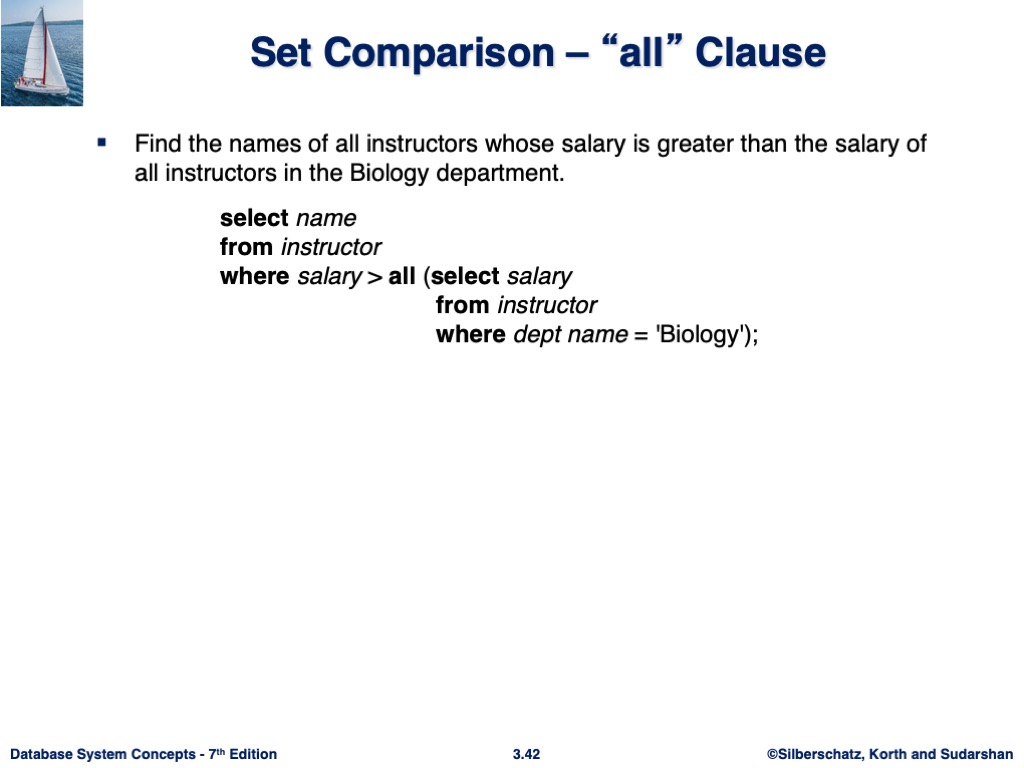 Set Comparison – “all” Clause
▪ Find the names of all instructors whose salary is greater than the salary of
all instructors in the Biology department.
select name
from instructor
where salary > all (select salary
from instructor
where dept name = 'Biology');
Database System Concepts - 7th Edition
3.42
©Silberschatz, Korth and Sudarshan